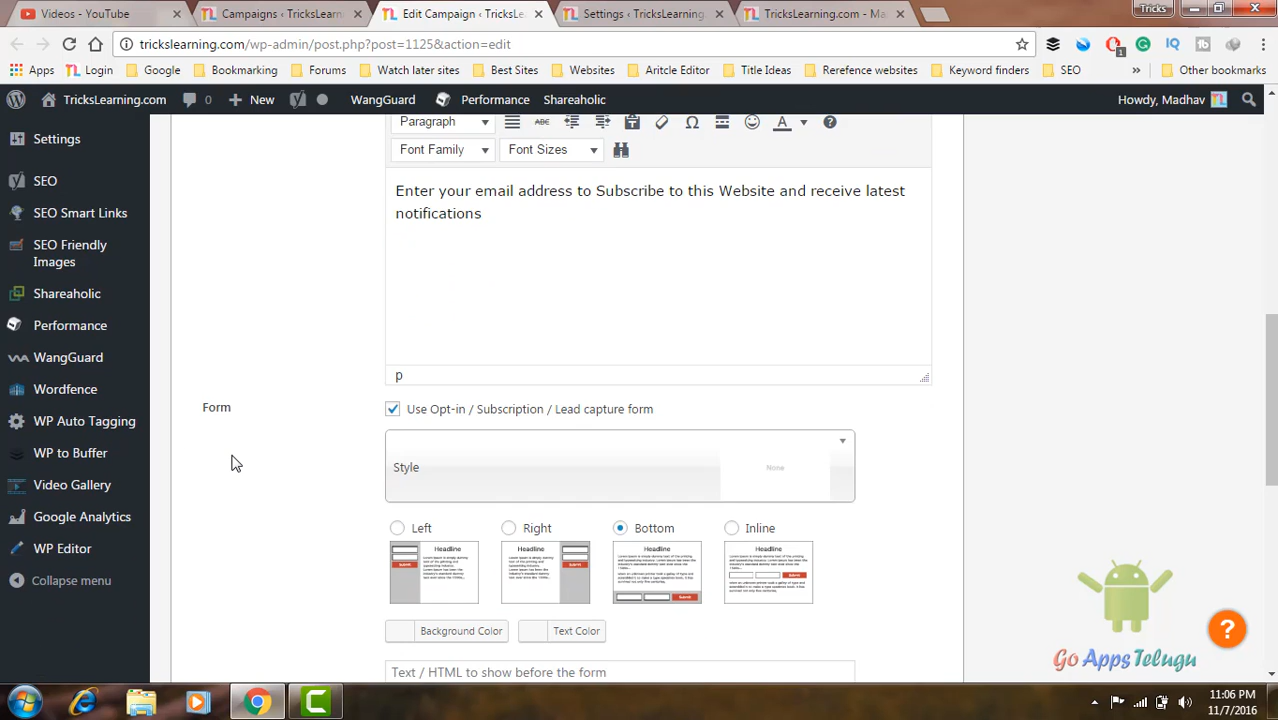 Videos - YouTube
Campaigns ‹ TricksLearning
Edit Campaign ‹ TricksLe
Settings ‹ TricksLearning
TricksLearning.com - Ma
Tricks
trickslearning.com/wp-admin/post.php?post=1125&action=edit
1
Apps
Login
Google
Bookmarking
Forums
Watch later sites
Best Sites
Websites
Aritcle Editor
Title Ideas
Rerefence websites
Keyword finders
SEO
»
Other bookmarks
TricksLearning.com
0
New
WangGuard
Performance
Shareaholic
Howdy, Madhav
Settings
SEO
SEO Smart Links
SEO Friendly
Images
Shareaholic
Performance
WangGuard
Wordfence
WP Auto Tagging
WP to Buffer
Video Gallery
Google Analytics
WP Editor
Collapse menu
Paragraph
ABC
Ω
A
Font Family
Font Sizes
Enter your email address to Subscribe to this Website and receive latest
notifications
p
Form
Use Opt-in / Subscription / Lead capture form
Style
None
Left
Right
Bottom
Inline
Headline
Headline
Headline
Headline
Background Color
Text Color
Text / HTML to show before the form
?
Go AppsTelugu
11:06 PM
11/7/2016